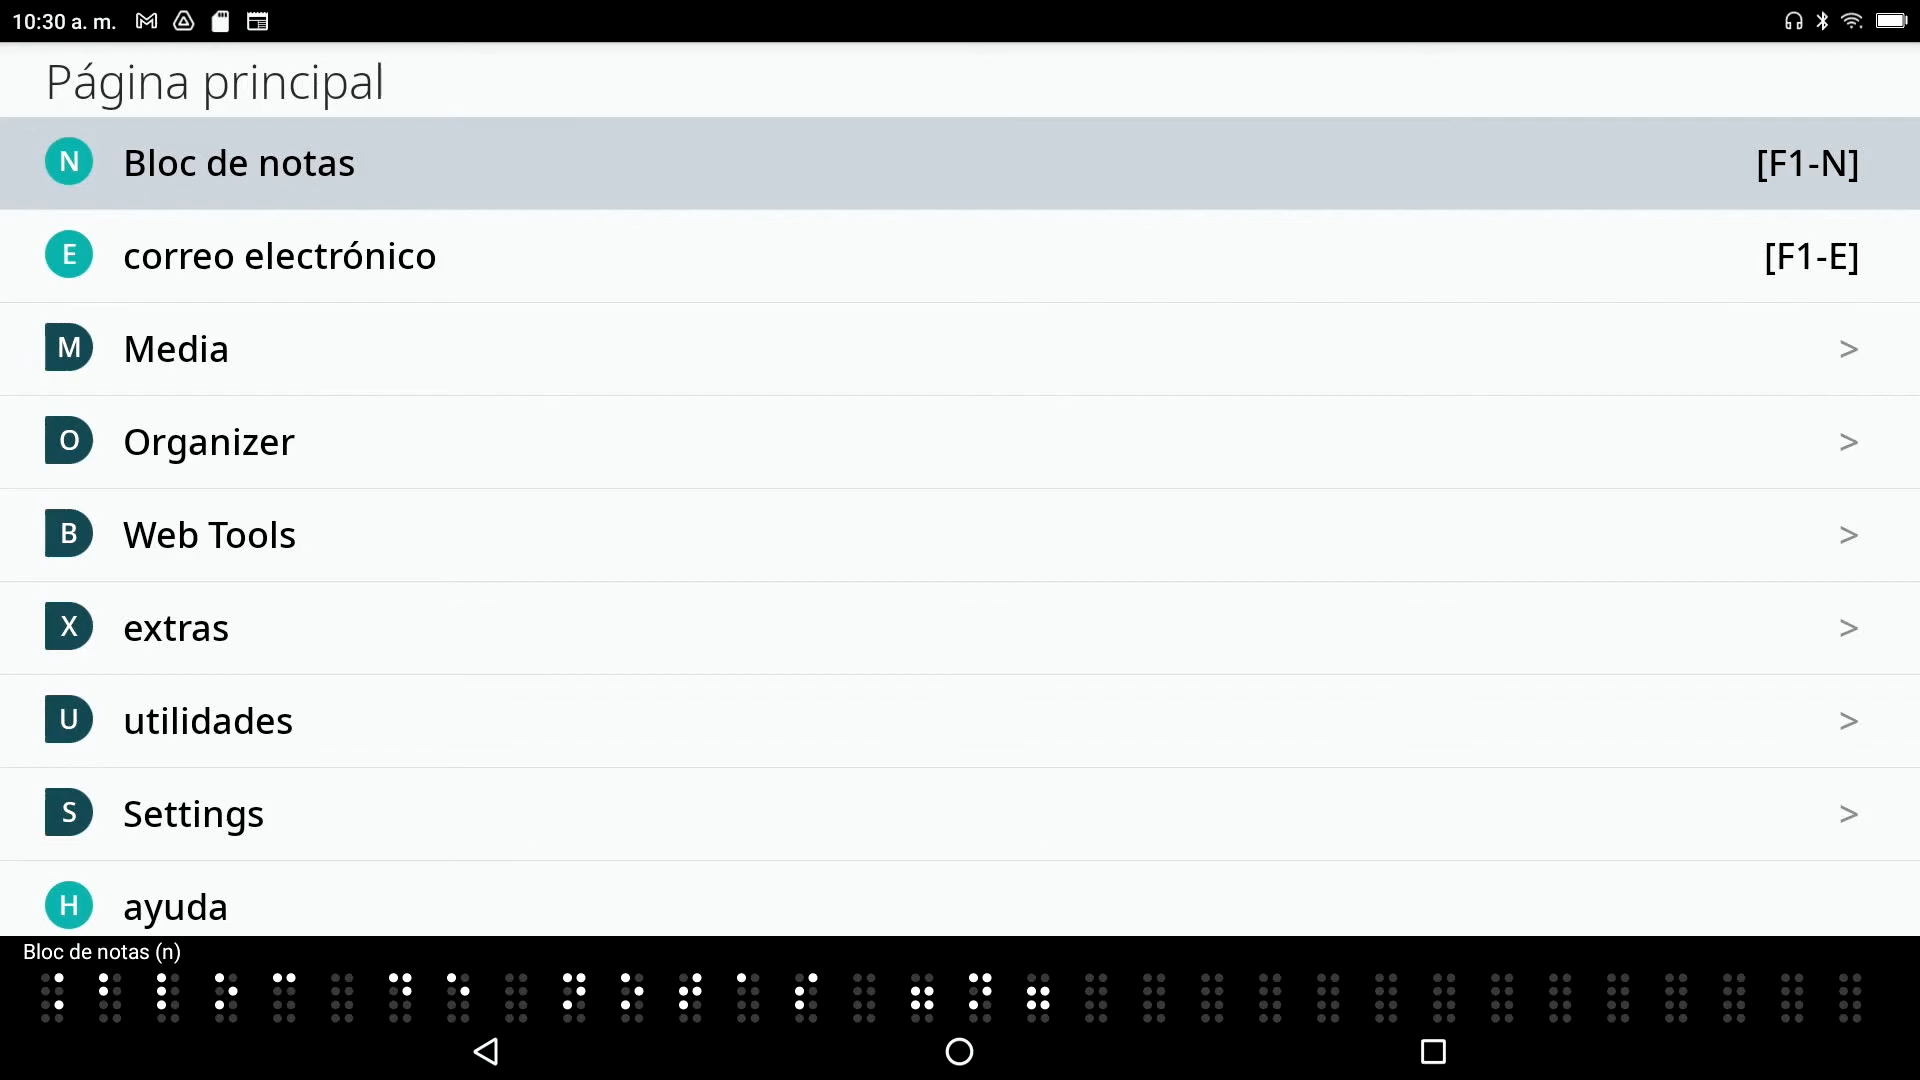 10:30 a. m.
Página principal
N Bloc de notas [F1-N]
E correo electrónico [F1-E]
M Media >
O Organizer >
B Web Tools >
X extras >
U utilidades >
S Settings >
H ayuda
Bloc de notas (n)